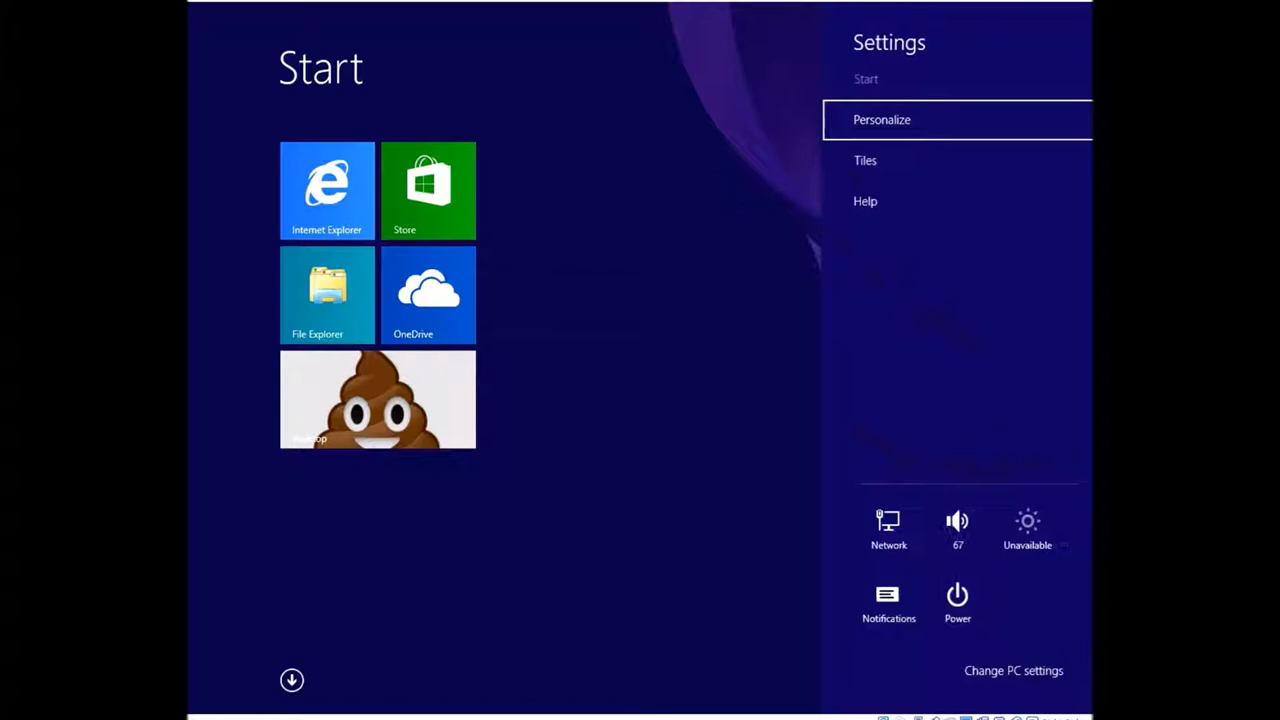 Start
Internet Explorer
Store
File Explorer
OneDrive
Settings
Start
Personalize
Tiles
Help
Network
67
Unavailable
Notifications
Power
Change PC settings